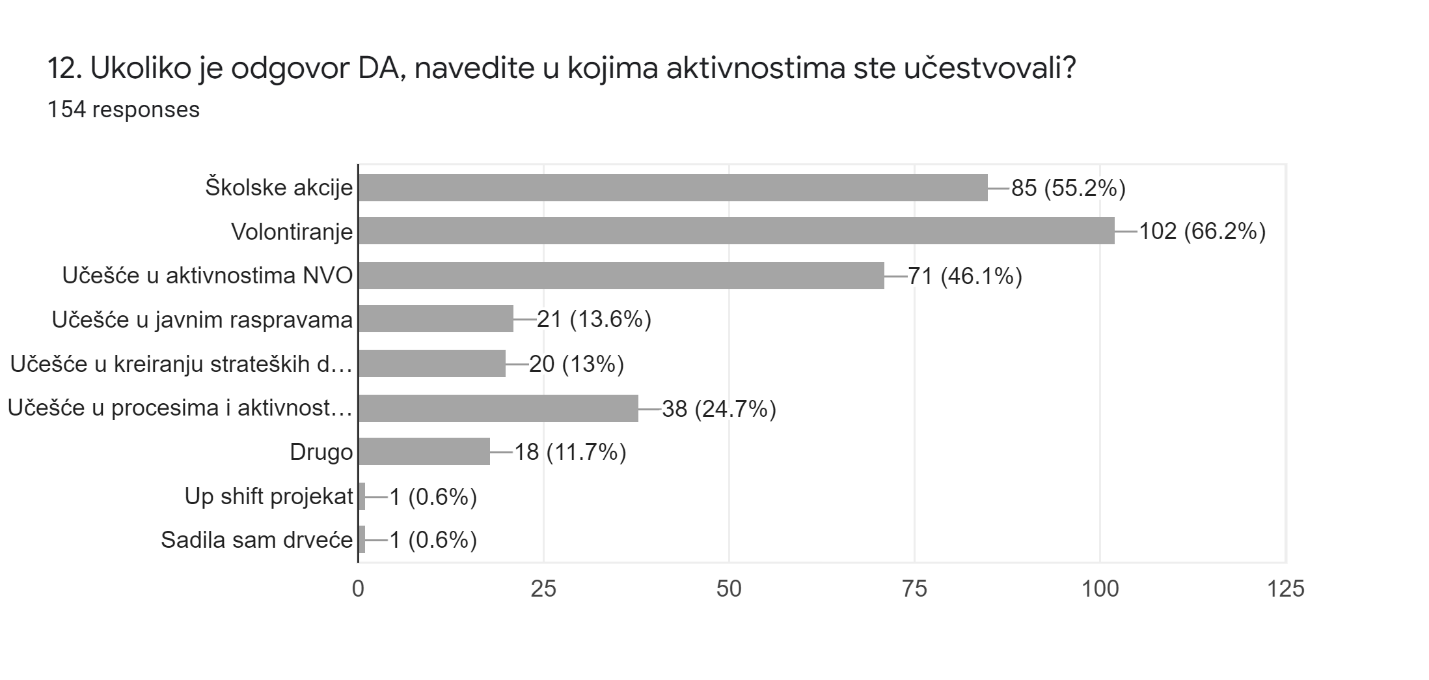 12. Ukoliko je odgovor DA, navedite u kojima aktivnostima ste učestvovali?
154 responses
Školske akcije 85 (55.2%)
Volontiranje 102 (66.2%)
Učešće u aktivnostima NVO 71 (46.1%)
Učešće u javnim raspravama 21 (13.6%)
Učešće u kreiranju strateških d… 20 (13%)
Učešće u procesima i aktivnost… 38 (24.7%)
Drugo 18 (11.7%)
Up shift projekat 1 (0.6%)
Sadila sam drveće 1 (0.6%)
0 25 50 75 100 125